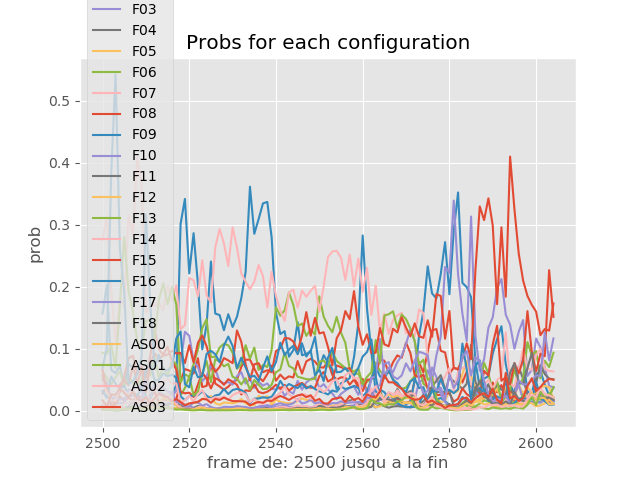 F03
F04
F05
F06
F07
F08
F09
F10
F11
F12
F13
F14
F15
F16
F17
F18
AS00
AS01
AS02
AS03
Probs for each configuration
prob
0.5
0.4
0.3
0.2
0.1
0.0
2500 2520 2540 2560 2580 2600
frame de: 2500 jusqu a la fin